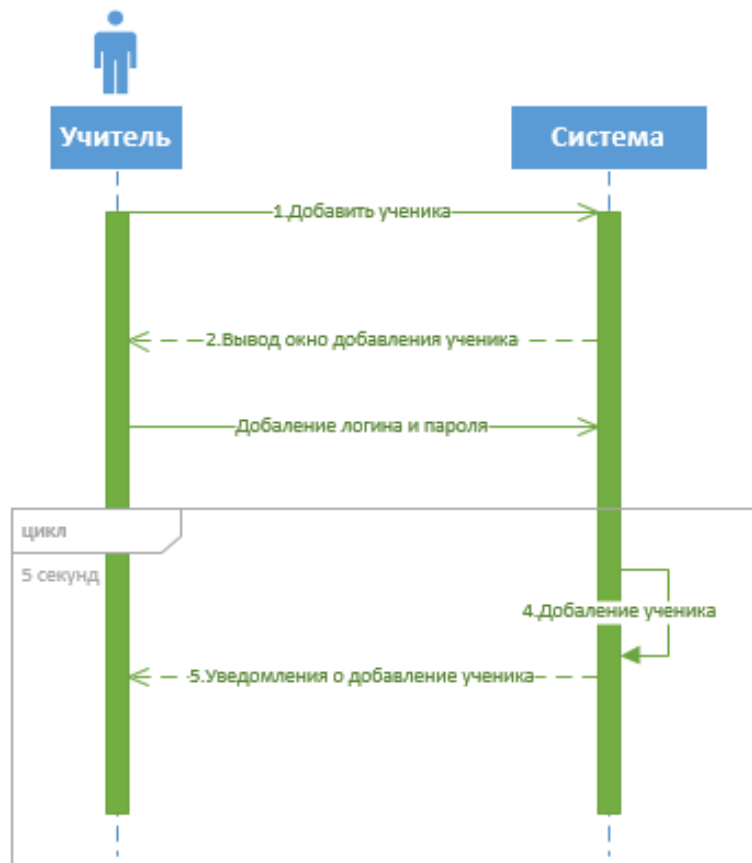 Учитель
Система
1.Добавить ученика
2.Вывод окно добавления ученика
Добаление логина и пароля
цикл
5 секунд
4.Добаление ученика
5.Уведомления о добавление ученика